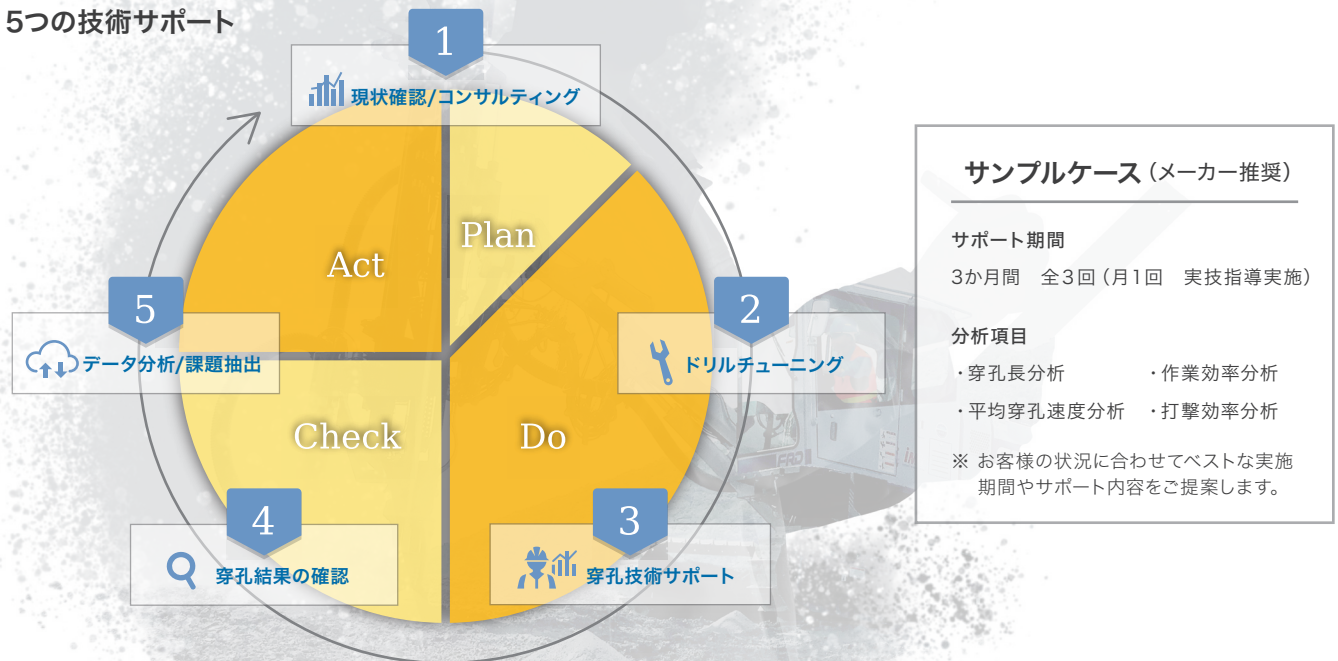 5つの技術サポート
1
現状確認/コンサルティング
Plan
2
ドリルチューニング
Do
3
穿孔技術サポート
4
穿孔結果の確認
Check
5
データ分析/課題抽出
Act
FRD
サンプルケース（メーカー推奨）
サポート期間
3か月間　全3回（月1回　実技指導実施）
分析項目
・穿孔長分析　・作業効率分析
・平均穿孔速度分析　・打撃効率分析
※ お客様の状況に合わせてベストな実施
期間やサポート内容をご提案します。